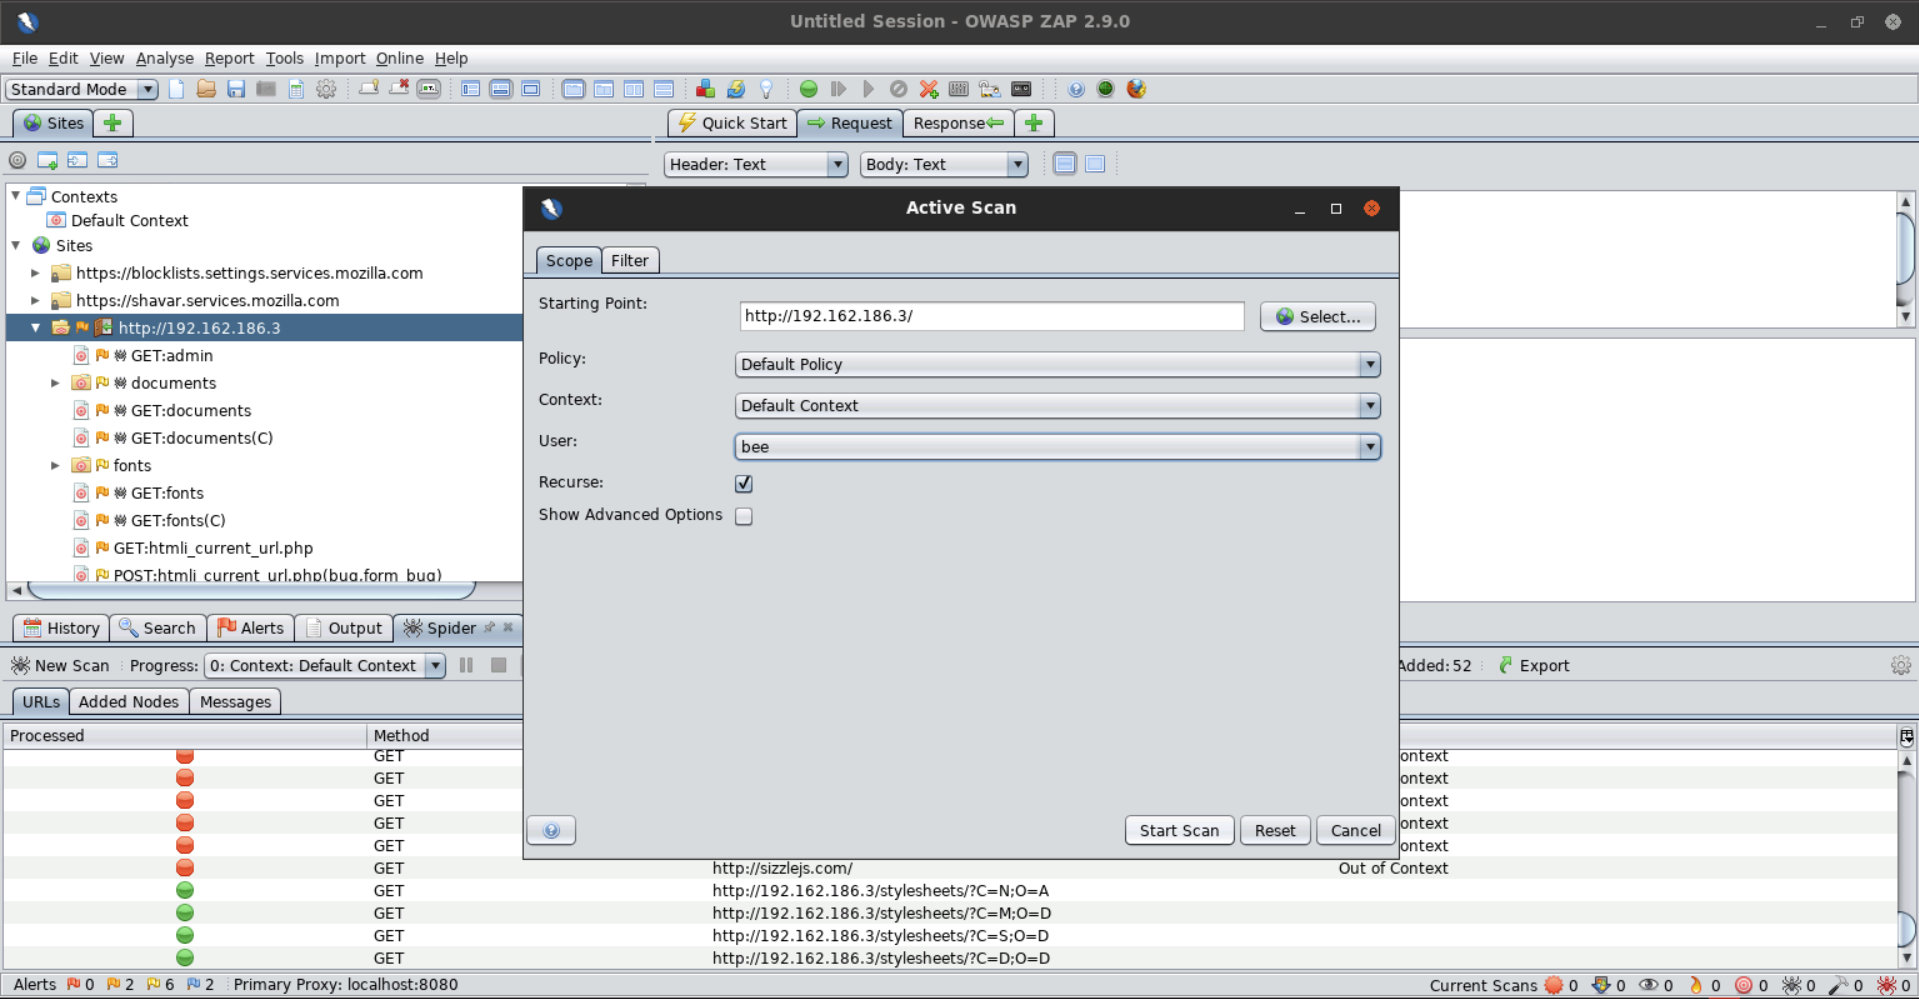 Untitled Session - OWASP ZAP 2.9.0
File Edit View Analyse Report Tools Import Online Help
Standard Mode
Sites
Quick Start Request Response
Header: Text Body: Text
Contexts
Default Context
Sites
https://blocklists.settings.services.mozilla.com
https://shavar.services.mozilla.com
http://192.162.186.3
GET:admin
documents
GET:documents
GET:documents(C)
fonts
GET:fonts
GET:fonts(C)
GET:htmli_current_url.php
POST:htmli_current_url.php(bug,form_bug)
Active Scan
Scope Filter
Starting Point: http://192.162.186.3/ Select...
Policy: Default Policy
Context: Default Context
User: bee
Recurse:
Show Advanced Options
Start Scan Reset Cancel
History Search Alerts Output Spider
New Scan Progress: 0: Context: Default Context Added: 52 Export
URLs Added Nodes Messages
Processed Method
GET ontext
GET ontext
GET ontext
GET ontext
GET ontext
GET http://sizzlejs.com/ Out of Context
GET http://192.162.186.3/stylesheets/?C=N;O=A
GET http://192.162.186.3/stylesheets/?C=M;O=D
GET http://192.162.186.3/stylesheets/?C=S;O=D
GET http://192.162.186.3/stylesheets/?C=D;O=D
Alerts 0 2 6 2 Primary Proxy: localhost:8080 Current Scans 0 0 0 0 0 0 0 0